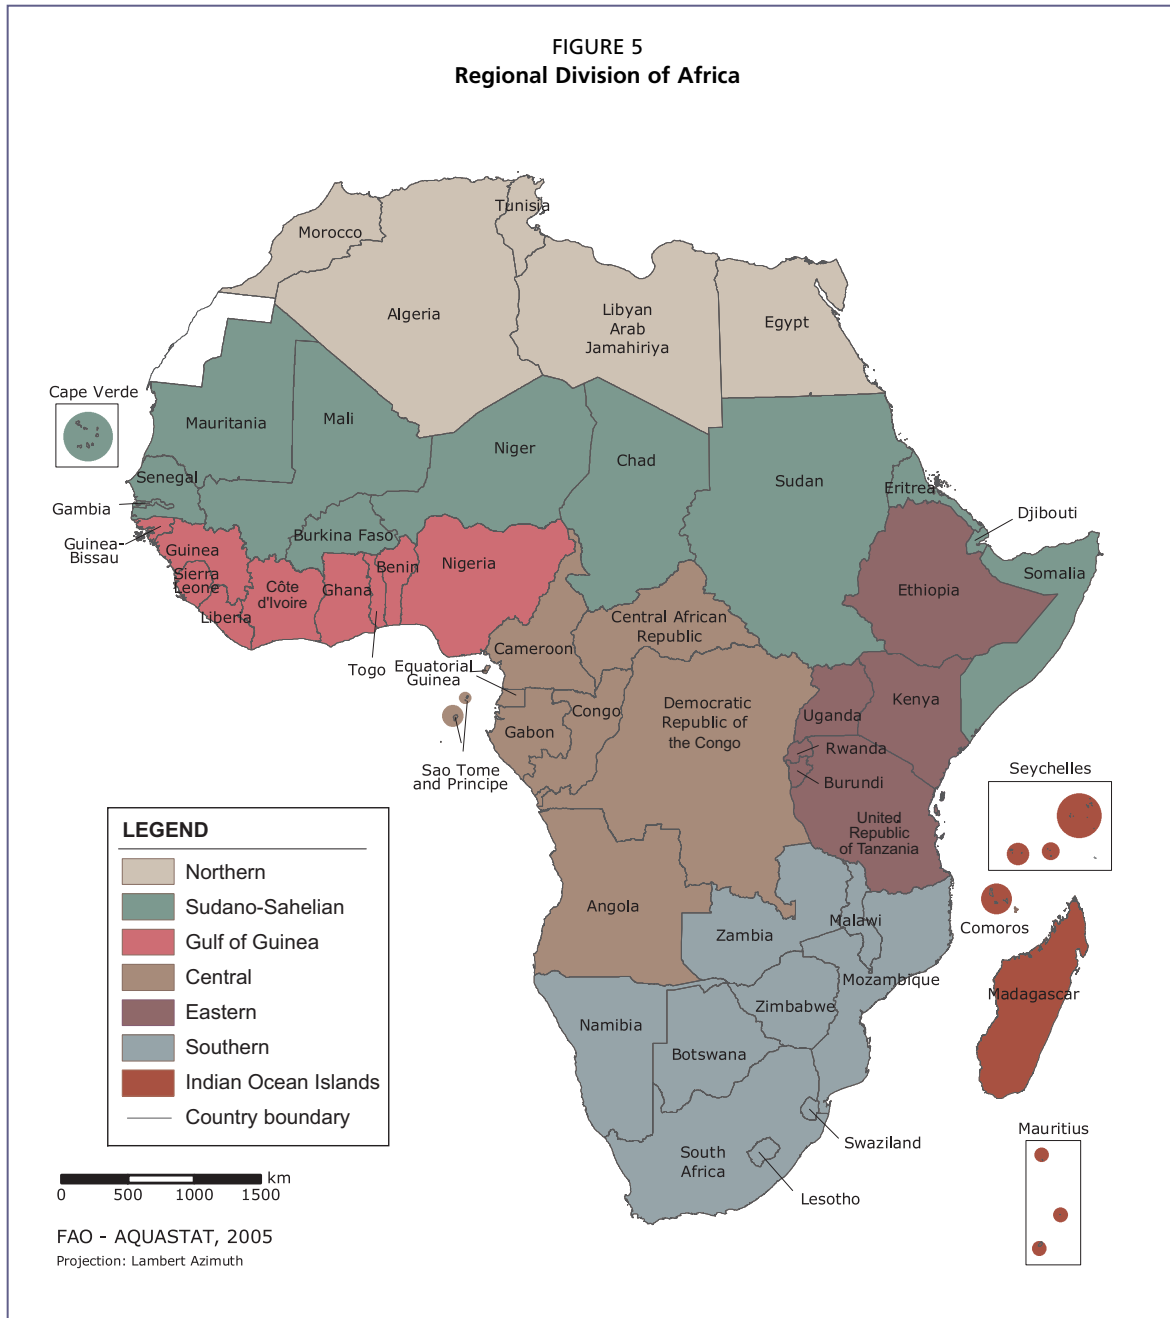 FIGURE 5
Regional Division of Africa
Tunisia
Morocco
Algeria
Libyan
Arab
Jamahiriya
Egypt
Cape Verde
Mauritania
Mali
Niger
Chad
Sudan
Senegal
Eritrea
Gambia
Djibouti
Burkina Faso
Guinea-
Bissau
Guinea
Nigeria
Benin
Somalia
Sierra
Leone
Côte
d'Ivoire
Ghana
Ethiopia
Liberia
Central African
Republic
Togo
Cameroon
Equatorial
Guinea
Kenya
Democratic
Republic of
the Congo
Congo
Uganda
Gabon
Rwanda
Sao Tome
and Principe
Burundi
Seychelles
United
Republic
of Tanzania
LEGEND
Northern
Sudano-Sahelian
Gulf of Guinea
Central
Eastern
Southern
Indian Ocean Islands
Country boundary
Angola
Zambia
Malawi
Comoros
Mozambique
Madagascar
Zimbabwe
Namibia
Botswana
Mauritius
Swaziland
South
Africa
Lesotho
km
0 500 1000 1500
FAO - AQUASTAT, 2005
Projection: Lambert Azimuth